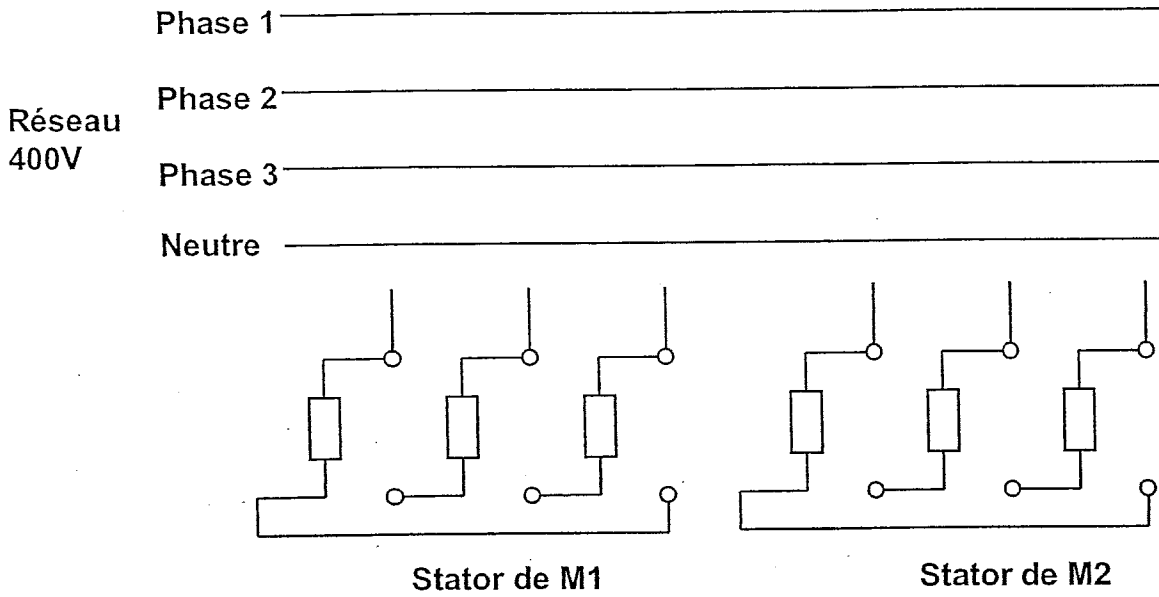 Phase 1
Phase 2
Réseau
400V
Phase 3
Neutre
Stator de M1
Stator de M2